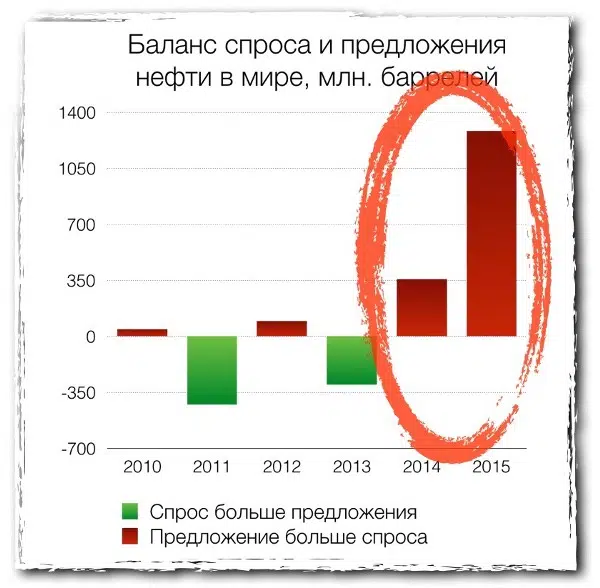 Баланс спроса и предложения
нефти в мире, млн. баррелей
1400
1050
700
350
0
-350
-700
2010 2011 2012 2013 2014 2015
Спрос больше предложения
Предложение больше спроса